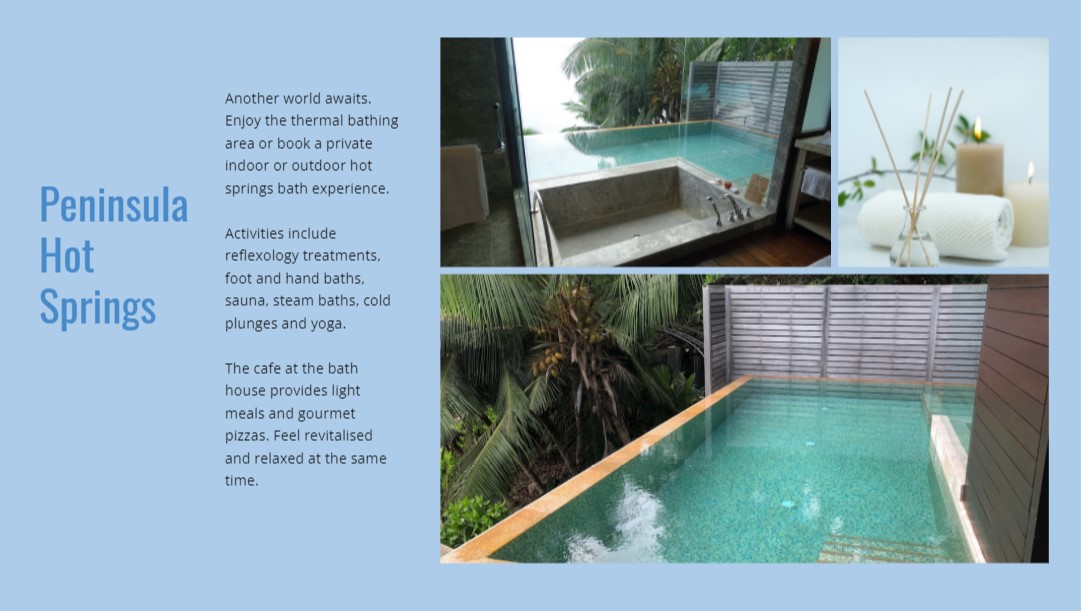 Peninsula
Hot
Springs
Another world awaits.
Enjoy the thermal bathing
area or book a private
indoor or outdoor hot
springs bath experience.
Activities include
reflexology treatments,
foot and hand baths,
sauna, steam baths, cold
plunges and yoga.
The cafe at the bath
house provides light
meals and gourmet
pizzas. Feel revitalised
and relaxed at the same
time.